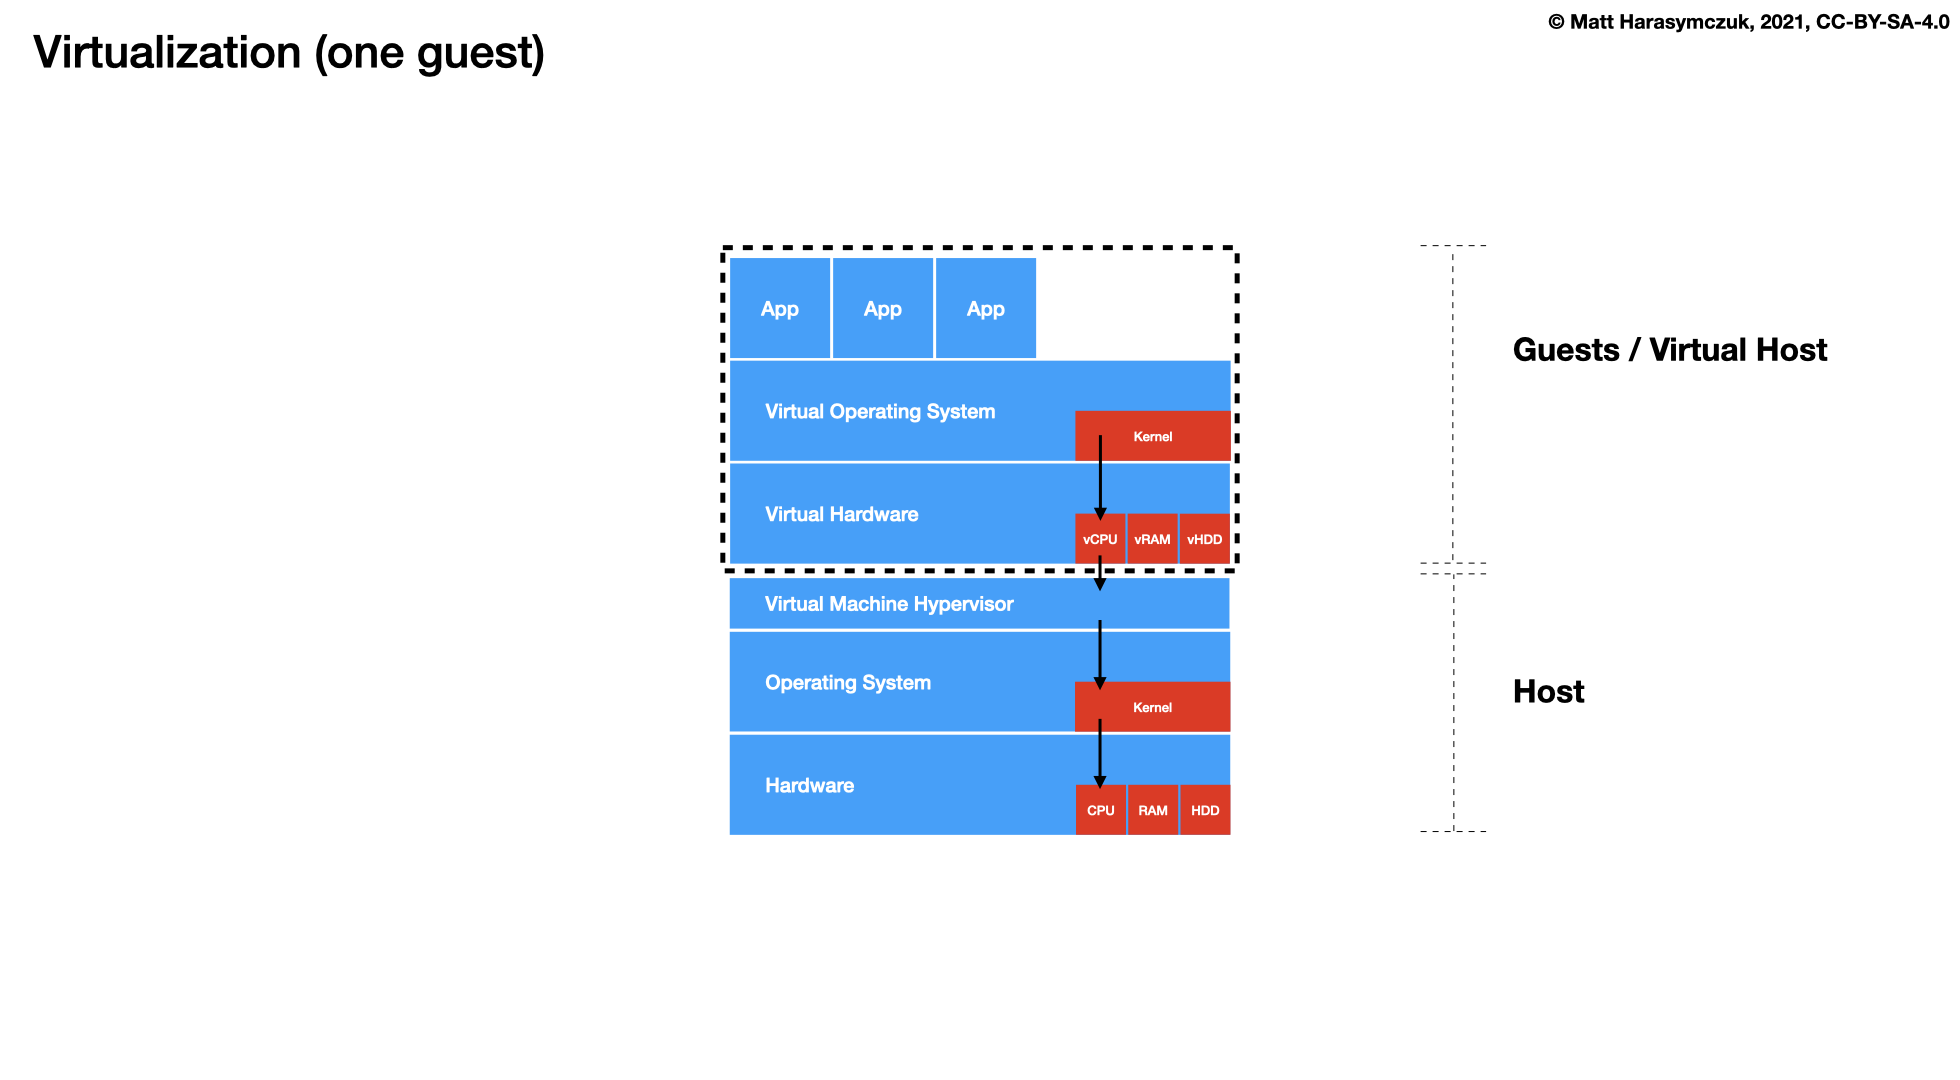 © Matt Harasymczuk, 2021, CC-BY-SA-4.0
Virtualization (one guest)
App App App
Virtual Operating System
Kernel
Virtual Hardware
vCPU vRAM vHDD
Guests / Virtual Host
Virtual Machine Hypervisor
Operating System
Kernel
Hardware
CPU RAM HDD
Host